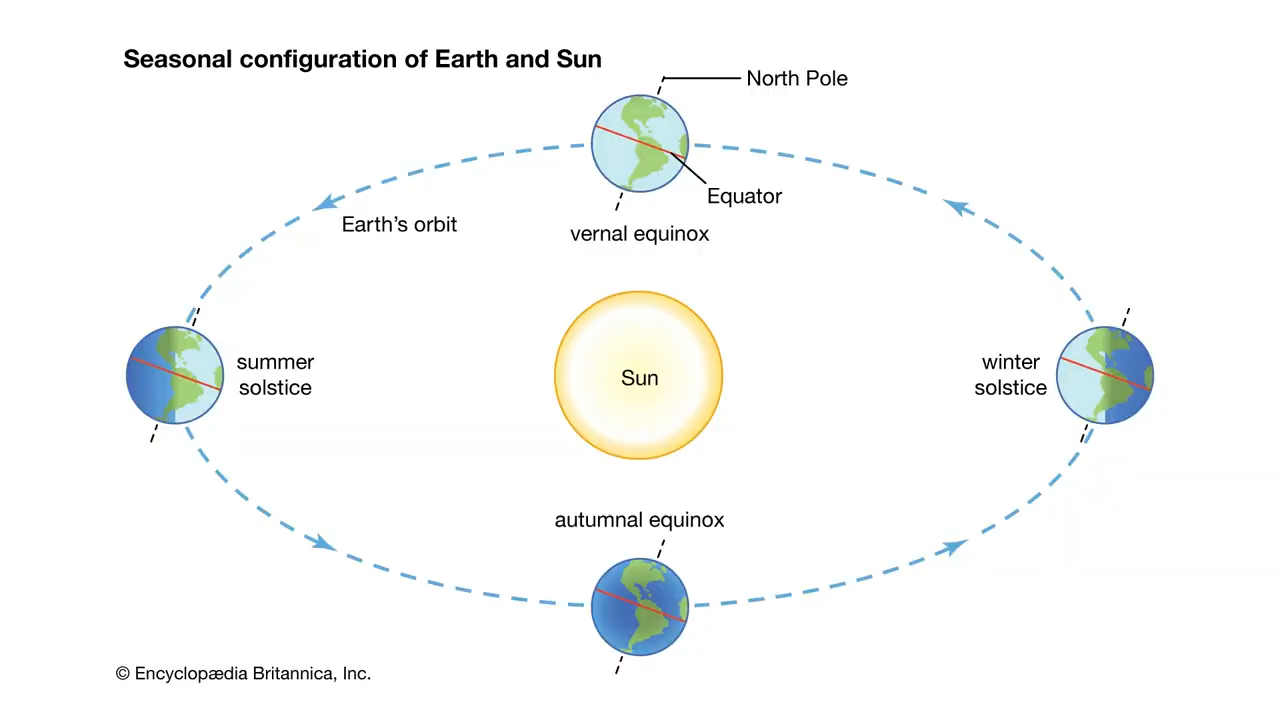 Seasonal configuration of Earth and Sun
North Pole
Equator
Earth's orbit
vernal equinox
summer
solstice
Sun
winter
solstice
autumnal equinox
© Encyclopædia Britannica, Inc.